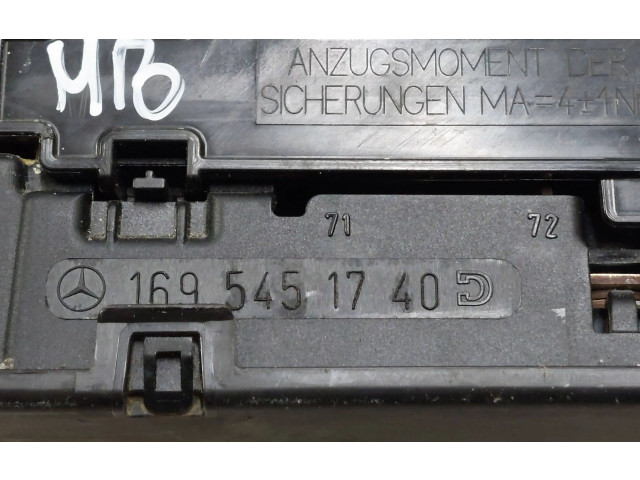 MB
ANZUGSMOMENT DER
SICHERUNGEN MA=4±1N
71 72
169 545 17 40 D